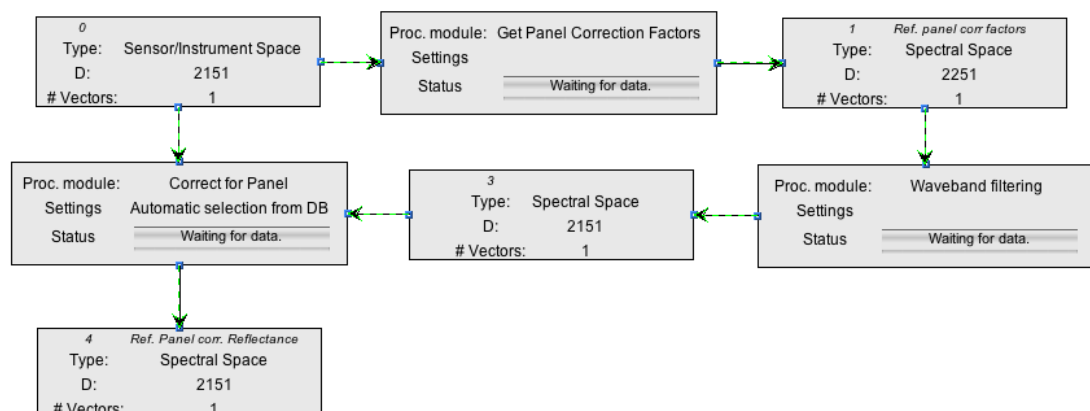 0
Type: Sensor/Instrument Space
D: 2151
# Vectors: 1
Proc. module: Get Panel Correction Factors
Settings
Status Waiting for data.
1 Ref. panel corr factors
Type: Spectral Space
D: 2251
# Vectors: 1
Proc. module: Correct for Panel
Settings Automatic selection from DB
Status Waiting for data.
3
Type: Spectral Space
D: 2151
# Vectors: 1
Proc. module: Waveband filtering
Settings
Status Waiting for data.
4 Ref. Panel corr. Reflectance
Type: Spectral Space
D: 2151
# Vectors: 1